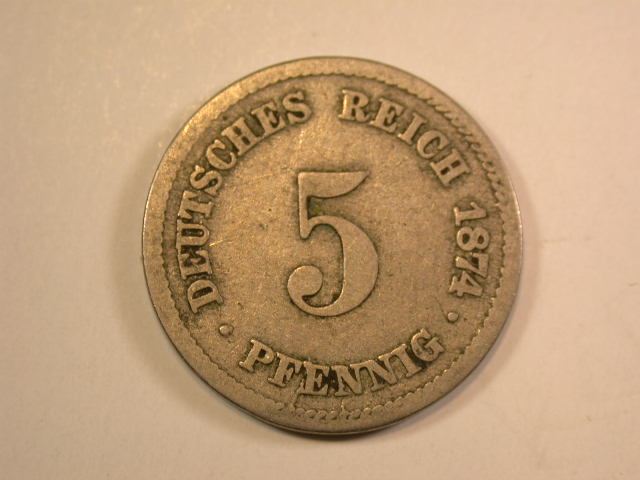 DEUTSCHES REICH 1874
5
· PFENNIG ·